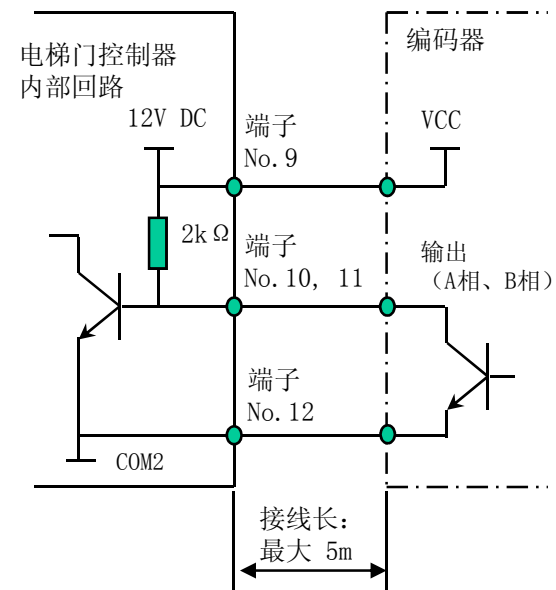 电梯门控制器
内部回路
编码器
12V DC
端子
No.9
VCC
2kΩ
端子
No.10, 11
输出
（A相、B相）
端子
No.12
COM2
接线长：
最大 5m